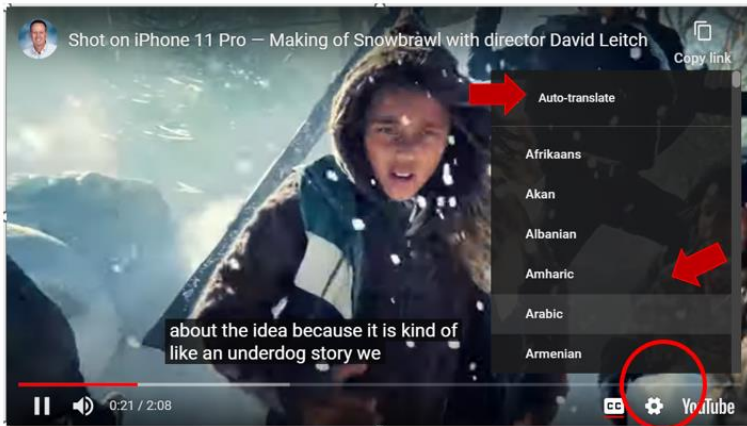 Shot on iPhone 11 Pro — Making of Snowbrawl with director David Leitch
Copy link
Auto-translate
Afrikaans
Akan
Albanian
Amharic
Arabic
Armenian
about the idea because it is kind of
like an underdog story we
0:21 / 2:08
CC
YouTube